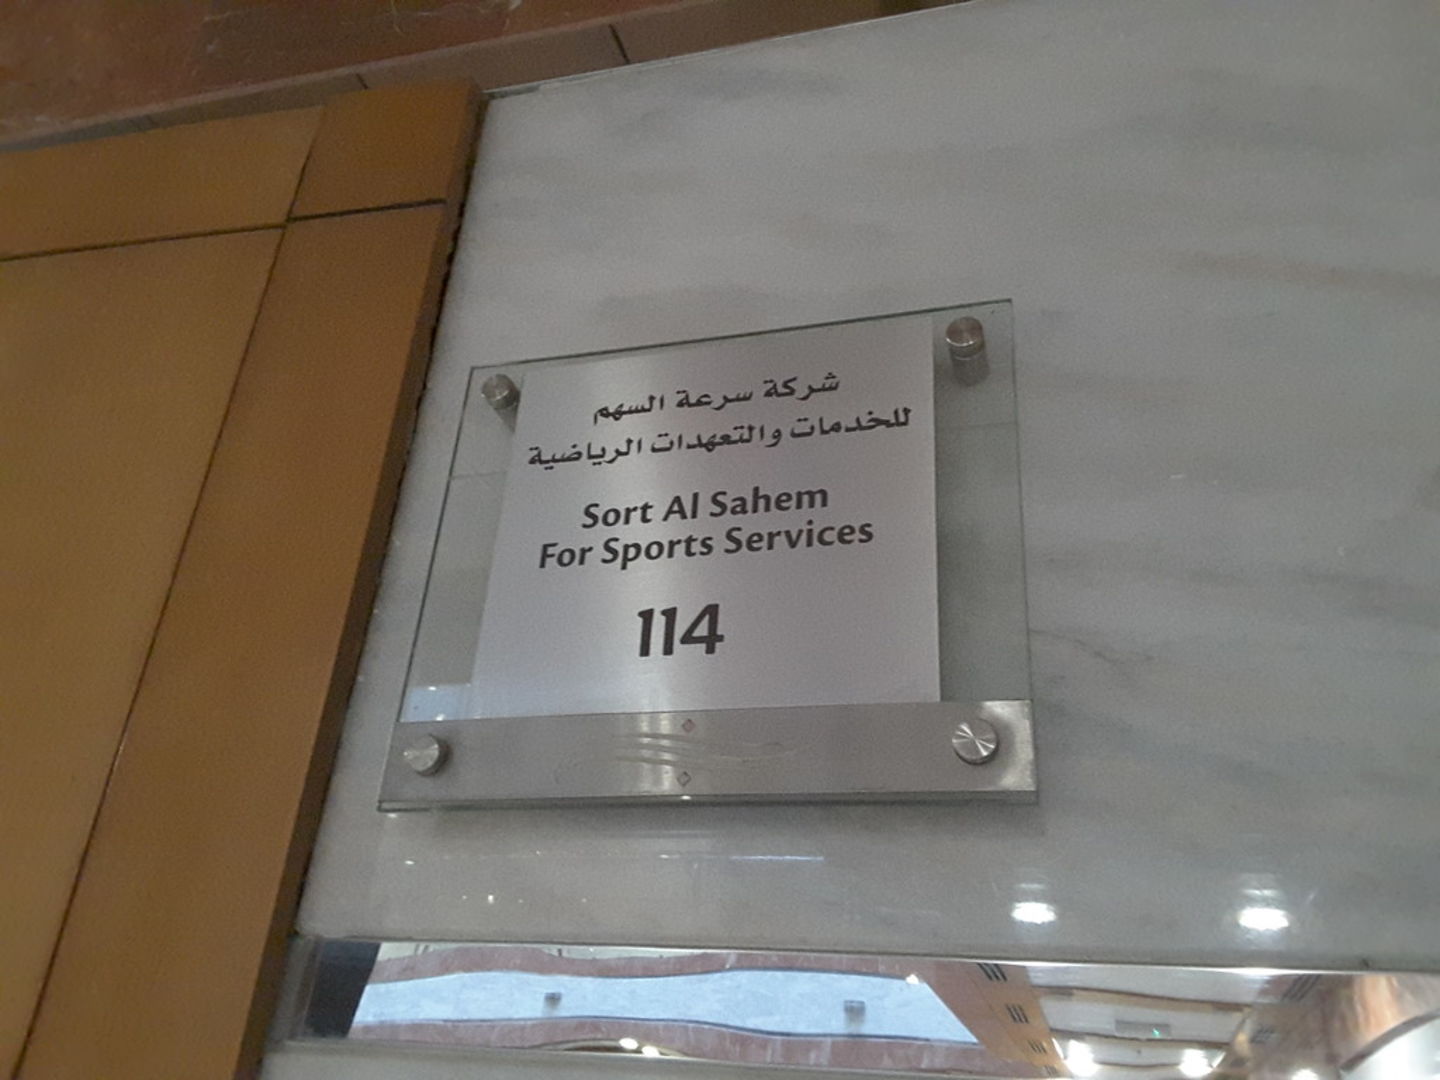 شركة سرعة السهم
للخدمات والتعهدات الرياضية
Sort Al Sahem
For Sports Services
114